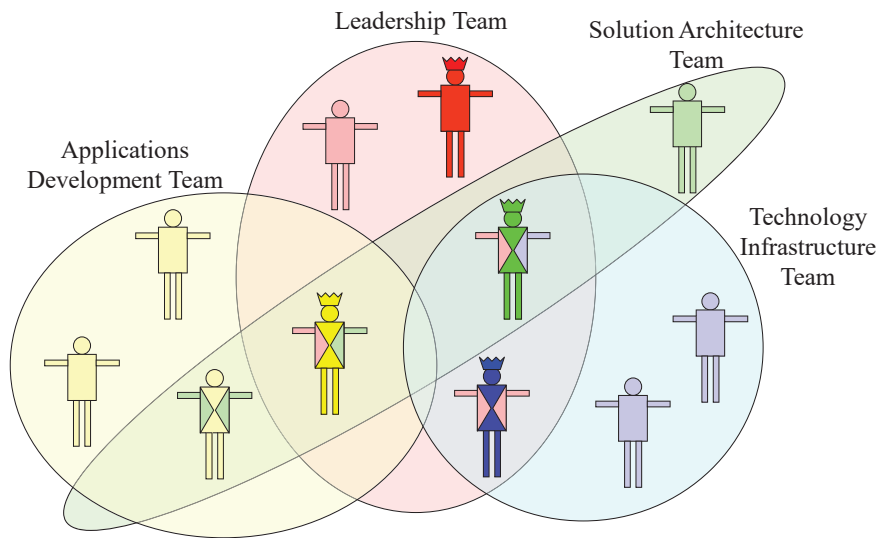 Leadership Team
Solution Architecture
Team
Applications
Development Team
Technology
Infrastructure
Team